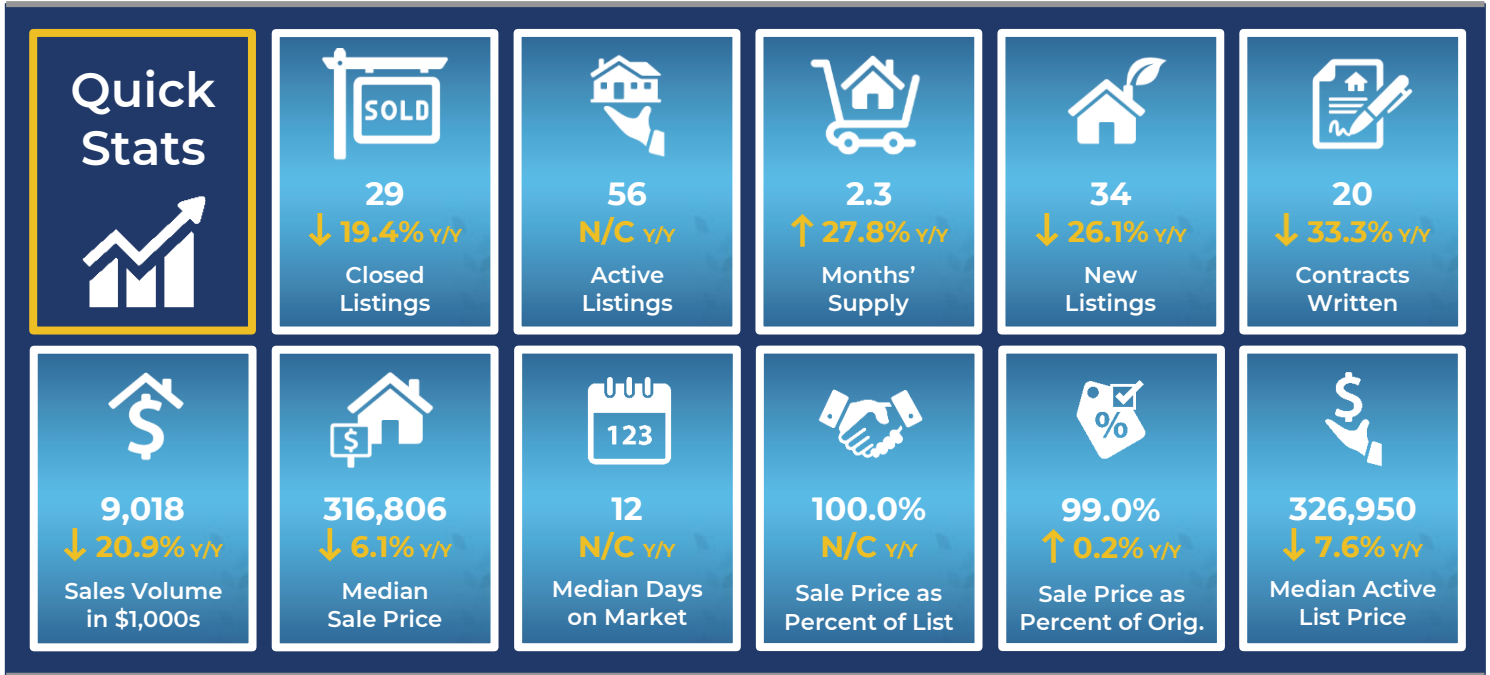 Quick
Stats
SOLD
29
↓ 19.4% Y/Y
Closed
Listings
56
N/C Y/Y
Active
Listings
2.3
↑ 27.8% Y/Y
Months’
Supply
34
↓ 26.1% Y/Y
New
Listings
20
↓ 33.3% Y/Y
Contracts
Written
$
9,018
↓ 20.9% Y/Y
Sales Volume
in $1,000s
$
316,806
↓ 6.1% Y/Y
Median
Sale Price
123
12
N/C Y/Y
Median Days
on Market
100.0%
N/C Y/Y
Sale Price as
Percent of List
%
99.0%
↑ 0.2% Y/Y
Sale Price as
Percent of Orig.
$
326,950
↓ 7.6% Y/Y
Median Active
List Price